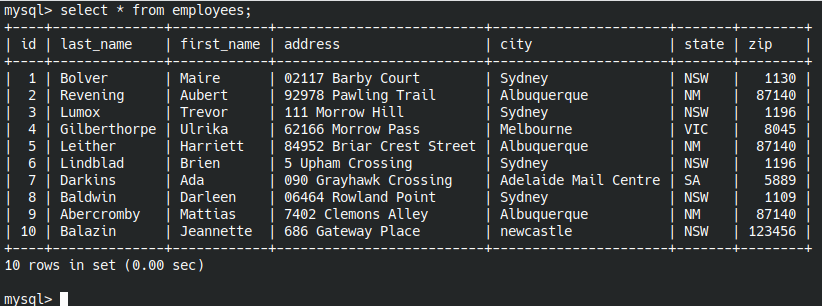 mysql> select * from employees;
+----+-------------+------------+-------------------------+----------------------+-------+--------+
| id | last_name   | first_name | address                 | city                 | state | zip    |
+----+-------------+------------+-------------------------+----------------------+-------+--------+
|  1 | Bolver      | Maire      | 02117 Barby Court       | Sydney               | NSW   |   1130 |
|  2 | Revening    | Aubert     | 92978 Pawling Trail     | Albuquerque          | NM    |  87140 |
|  3 | Lumox       | Trevor     | 111 Morrow Hill         | Sydney               | NSW   |   1196 |
|  4 | Gilberthorpe | Ulrika     | 62166 Morrow Pass       | Melbourne            | VIC   |   8045 |
|  5 | Leither     | Harriett   | 84952 Briar Crest Street | Albuquerque          | NM    |  87140 |
|  6 | Lindblad    | Brien      | 5 Upham Crossing        | Sydney               | NSW   |   1196 |
|  7 | Darkins     | Ada        | 090 Grayhawk Crossing   | Adelaide Mail Centre | SA    |   5889 |
|  8 | Baldwin     | Darleen    | 06464 Rowland Point     | Sydney               | NSW   |   1109 |
|  9 | Abercromby  | Mattias    | 7402 Clemons Alley      | Albuquerque          | NM    |  87140 |
| 10 | Balazin     | Jeannette  | 686 Gateway Place       | newcastle            | NSW   | 123456 |
+----+-------------+------------+-------------------------+----------------------+-------+--------+
10 rows in set (0.00 sec)
mysql>